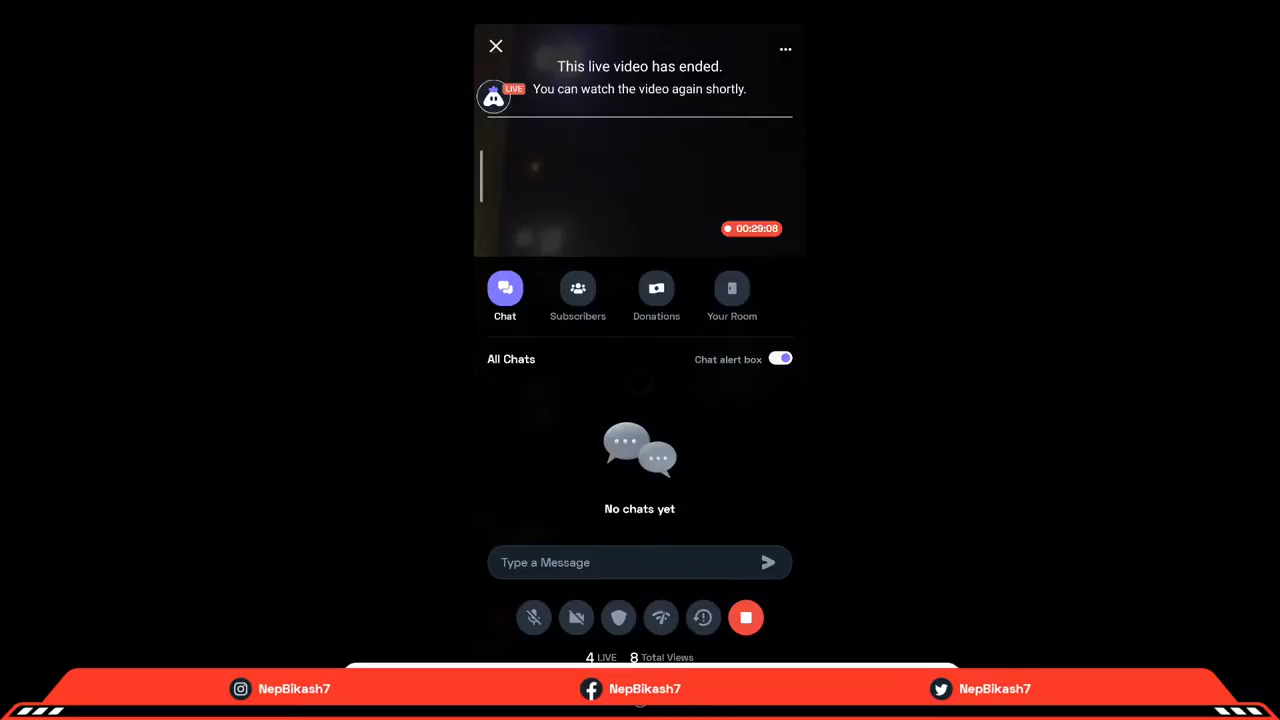 This live video has ended.
LIVE
You can watch the video again shortly.
00:29:08
Chat
Subscribers
Donations
Your Room
All Chats
Chat alert box
No chats yet
Type a Message
4 LIVE 8 Total Views
NepBikash7
NepBikash7
NepBikash7